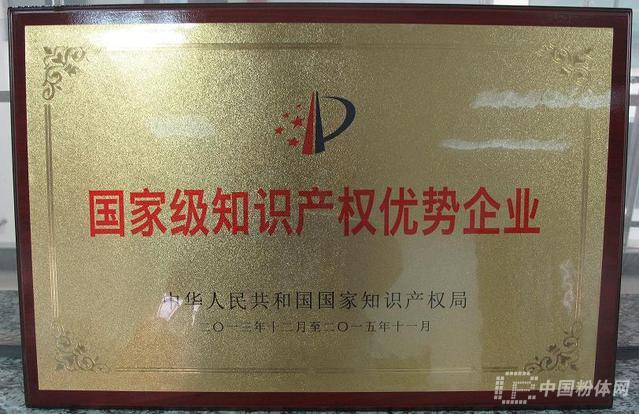 国家级知识产权优势企业
中华人民共和国国家知识产权局
二〇一三年十二月至二〇一五年十一月
中国粉体网